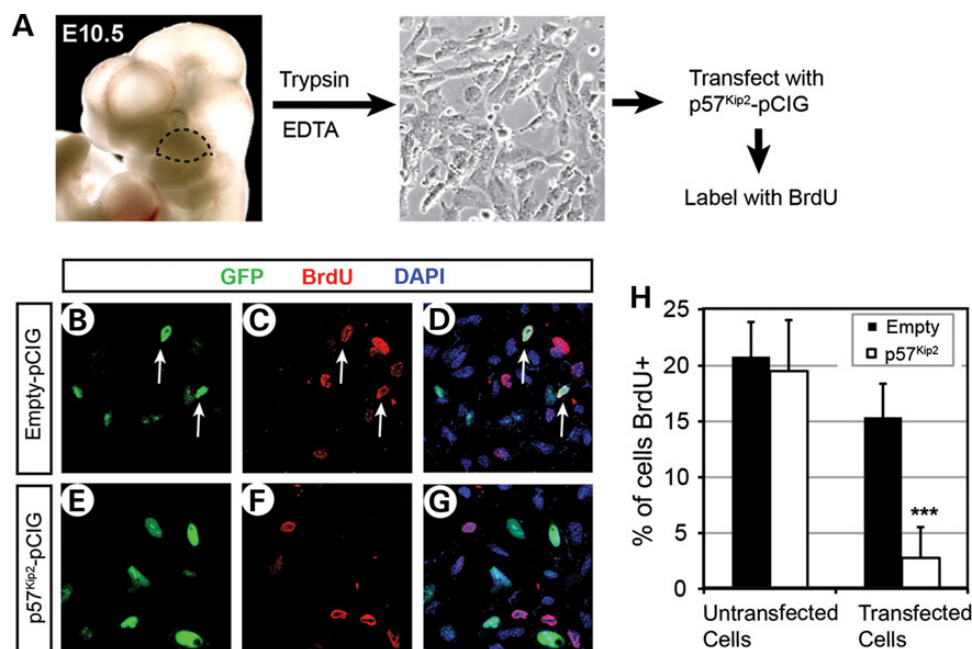 A
E10.5
Trypsin
EDTA
Transfect with
p57Kip2-pCIG
Label with BrdU
GFP BrdU DAPI
Empty-pCIG
B
C
D
p57Kip2-pCIG
E
F
G
H
% of cells BrdU+
25
20
15
10
5
0
Empty
p57Kip2
***
Untransfected
Cells
Transfected
Cells